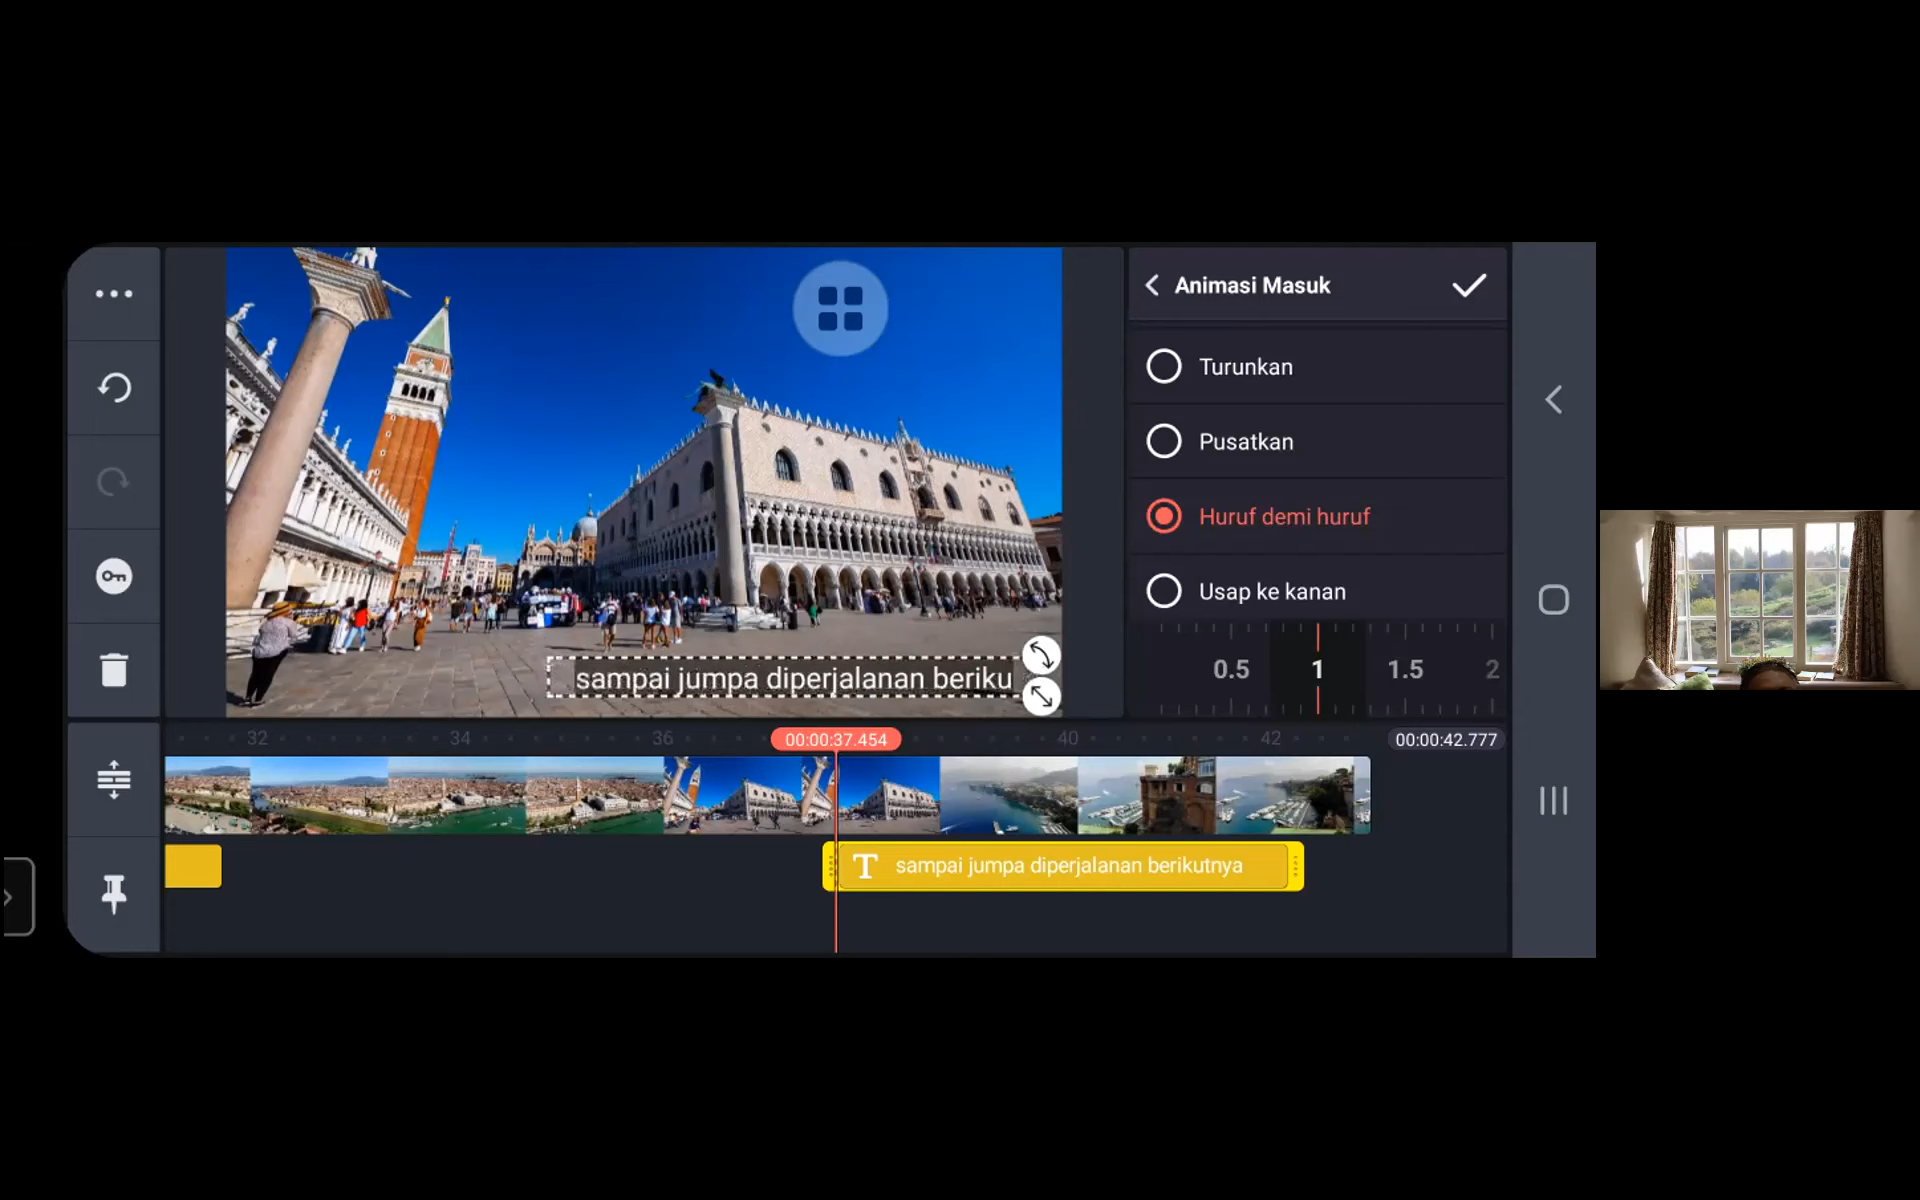 Animasi Masuk
Turunkan
Pusatkan
Huruf demi huruf
Usap ke kanan
0.5 1 1.5 2
sampai jumpa diperjalanan beriku
32 34 36 00:00:37.454 40 42 00:00:42.777
T sampai jumpa diperjalanan berikutnya